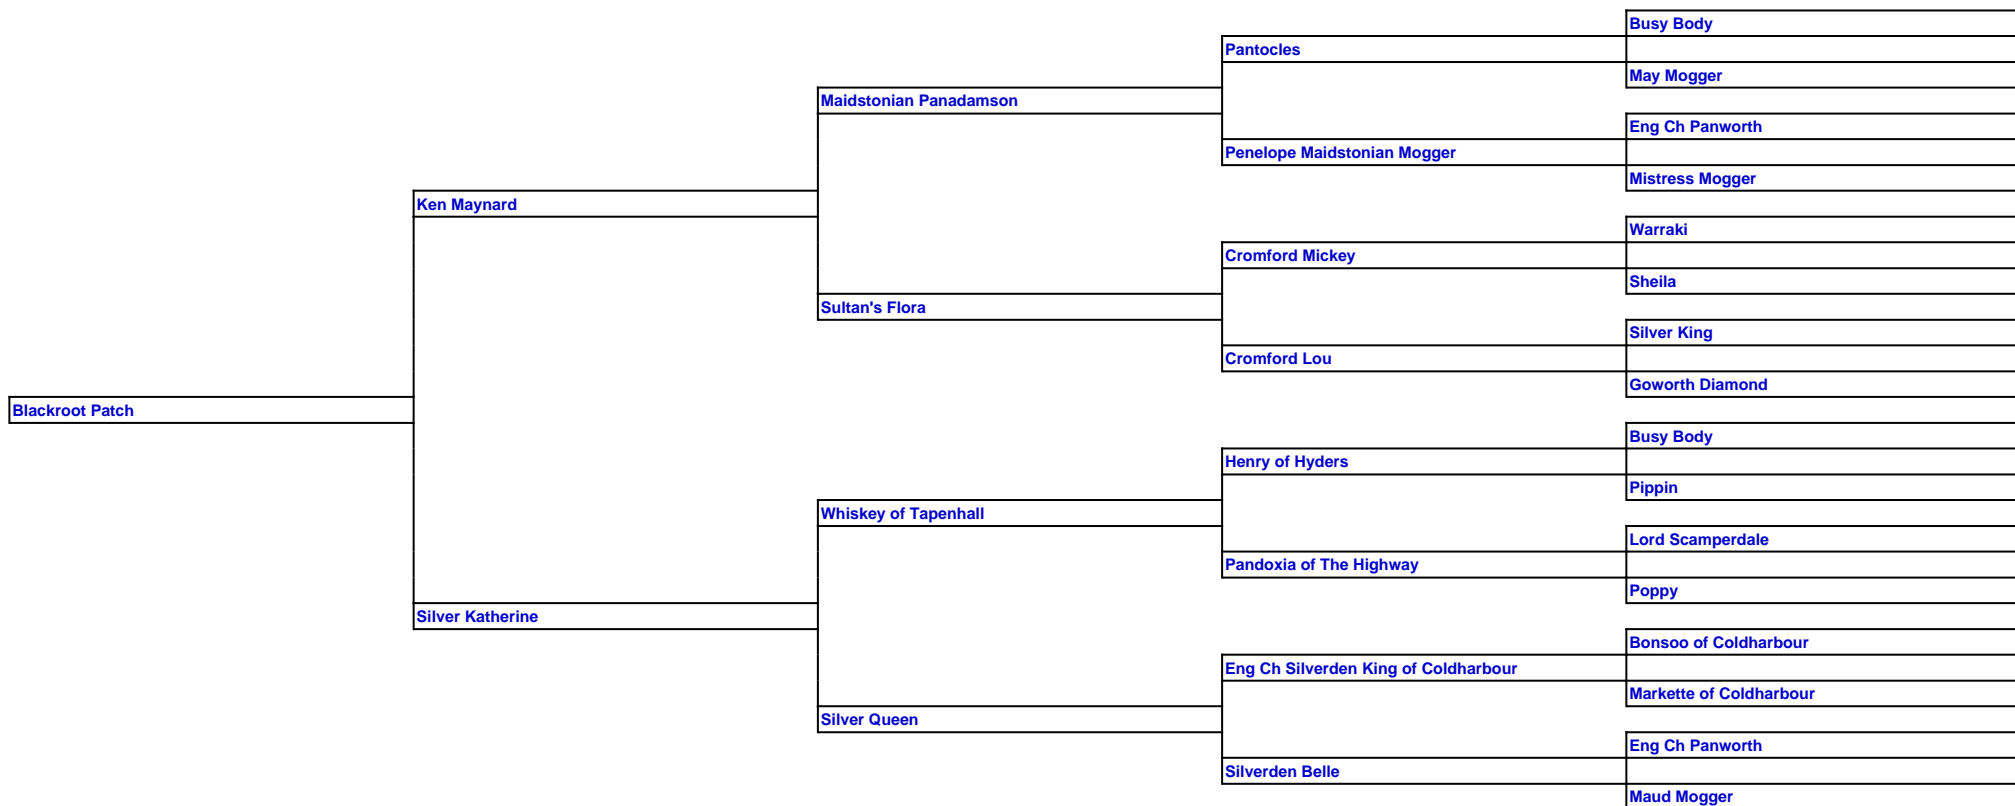 Busy Body
Pantocles
May Mogger
Maidstonian Panadamson
Eng Ch Panworth
Penelope Maidstonian Mogger
Mistress Mogger
Ken Maynard
Warraki
Cromford Mickey
Sheila
Sultan's Flora
Silver King
Cromford Lou
Goworth Diamond
Blackroot Patch
Busy Body
Henry of Hyders
Pippin
Whiskey of Tapenhall
Lord Scamperdale
Pandoxia of The Highway
Poppy
Silver Katherine
Bonsoo of Coldharbour
Eng Ch Silverden King of Coldharbour
Markette of Coldharbour
Silver Queen
Eng Ch Panworth
Silverden Belle
Maud Mogger